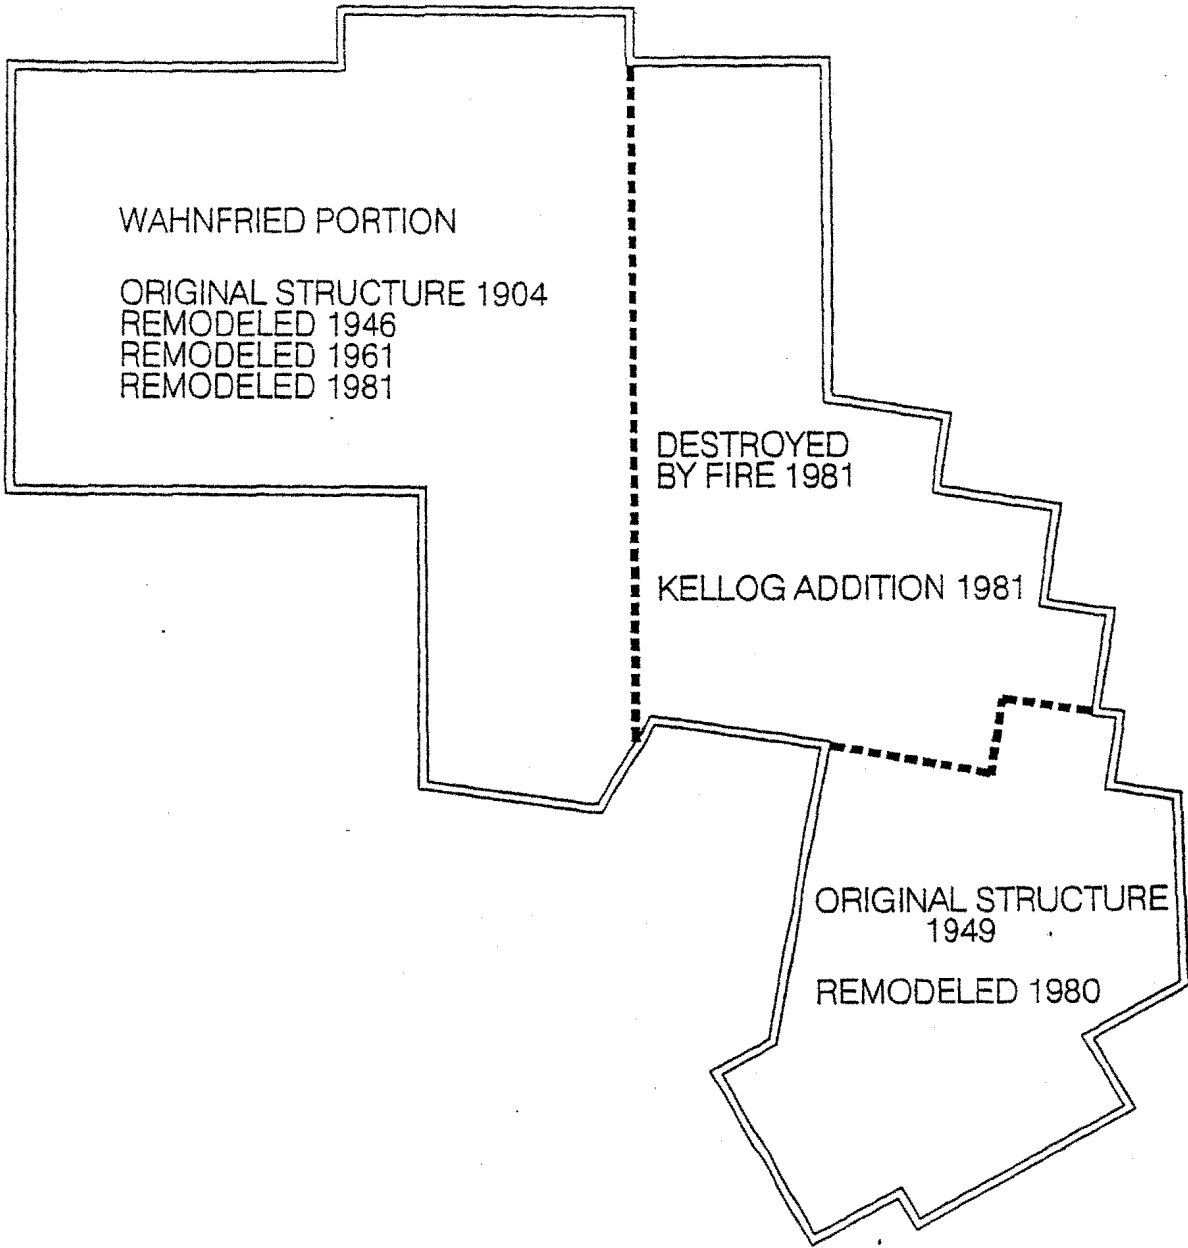 WAHNFRIED PORTION
ORIGINAL STRUCTURE 1904
REMODELED 1946
REMODELED 1961
REMODELED 1981
DESTROYED
BY FIRE 1981
KELLOG ADDITION 1981
ORIGINAL STRUCTURE
1949
REMODELED 1980